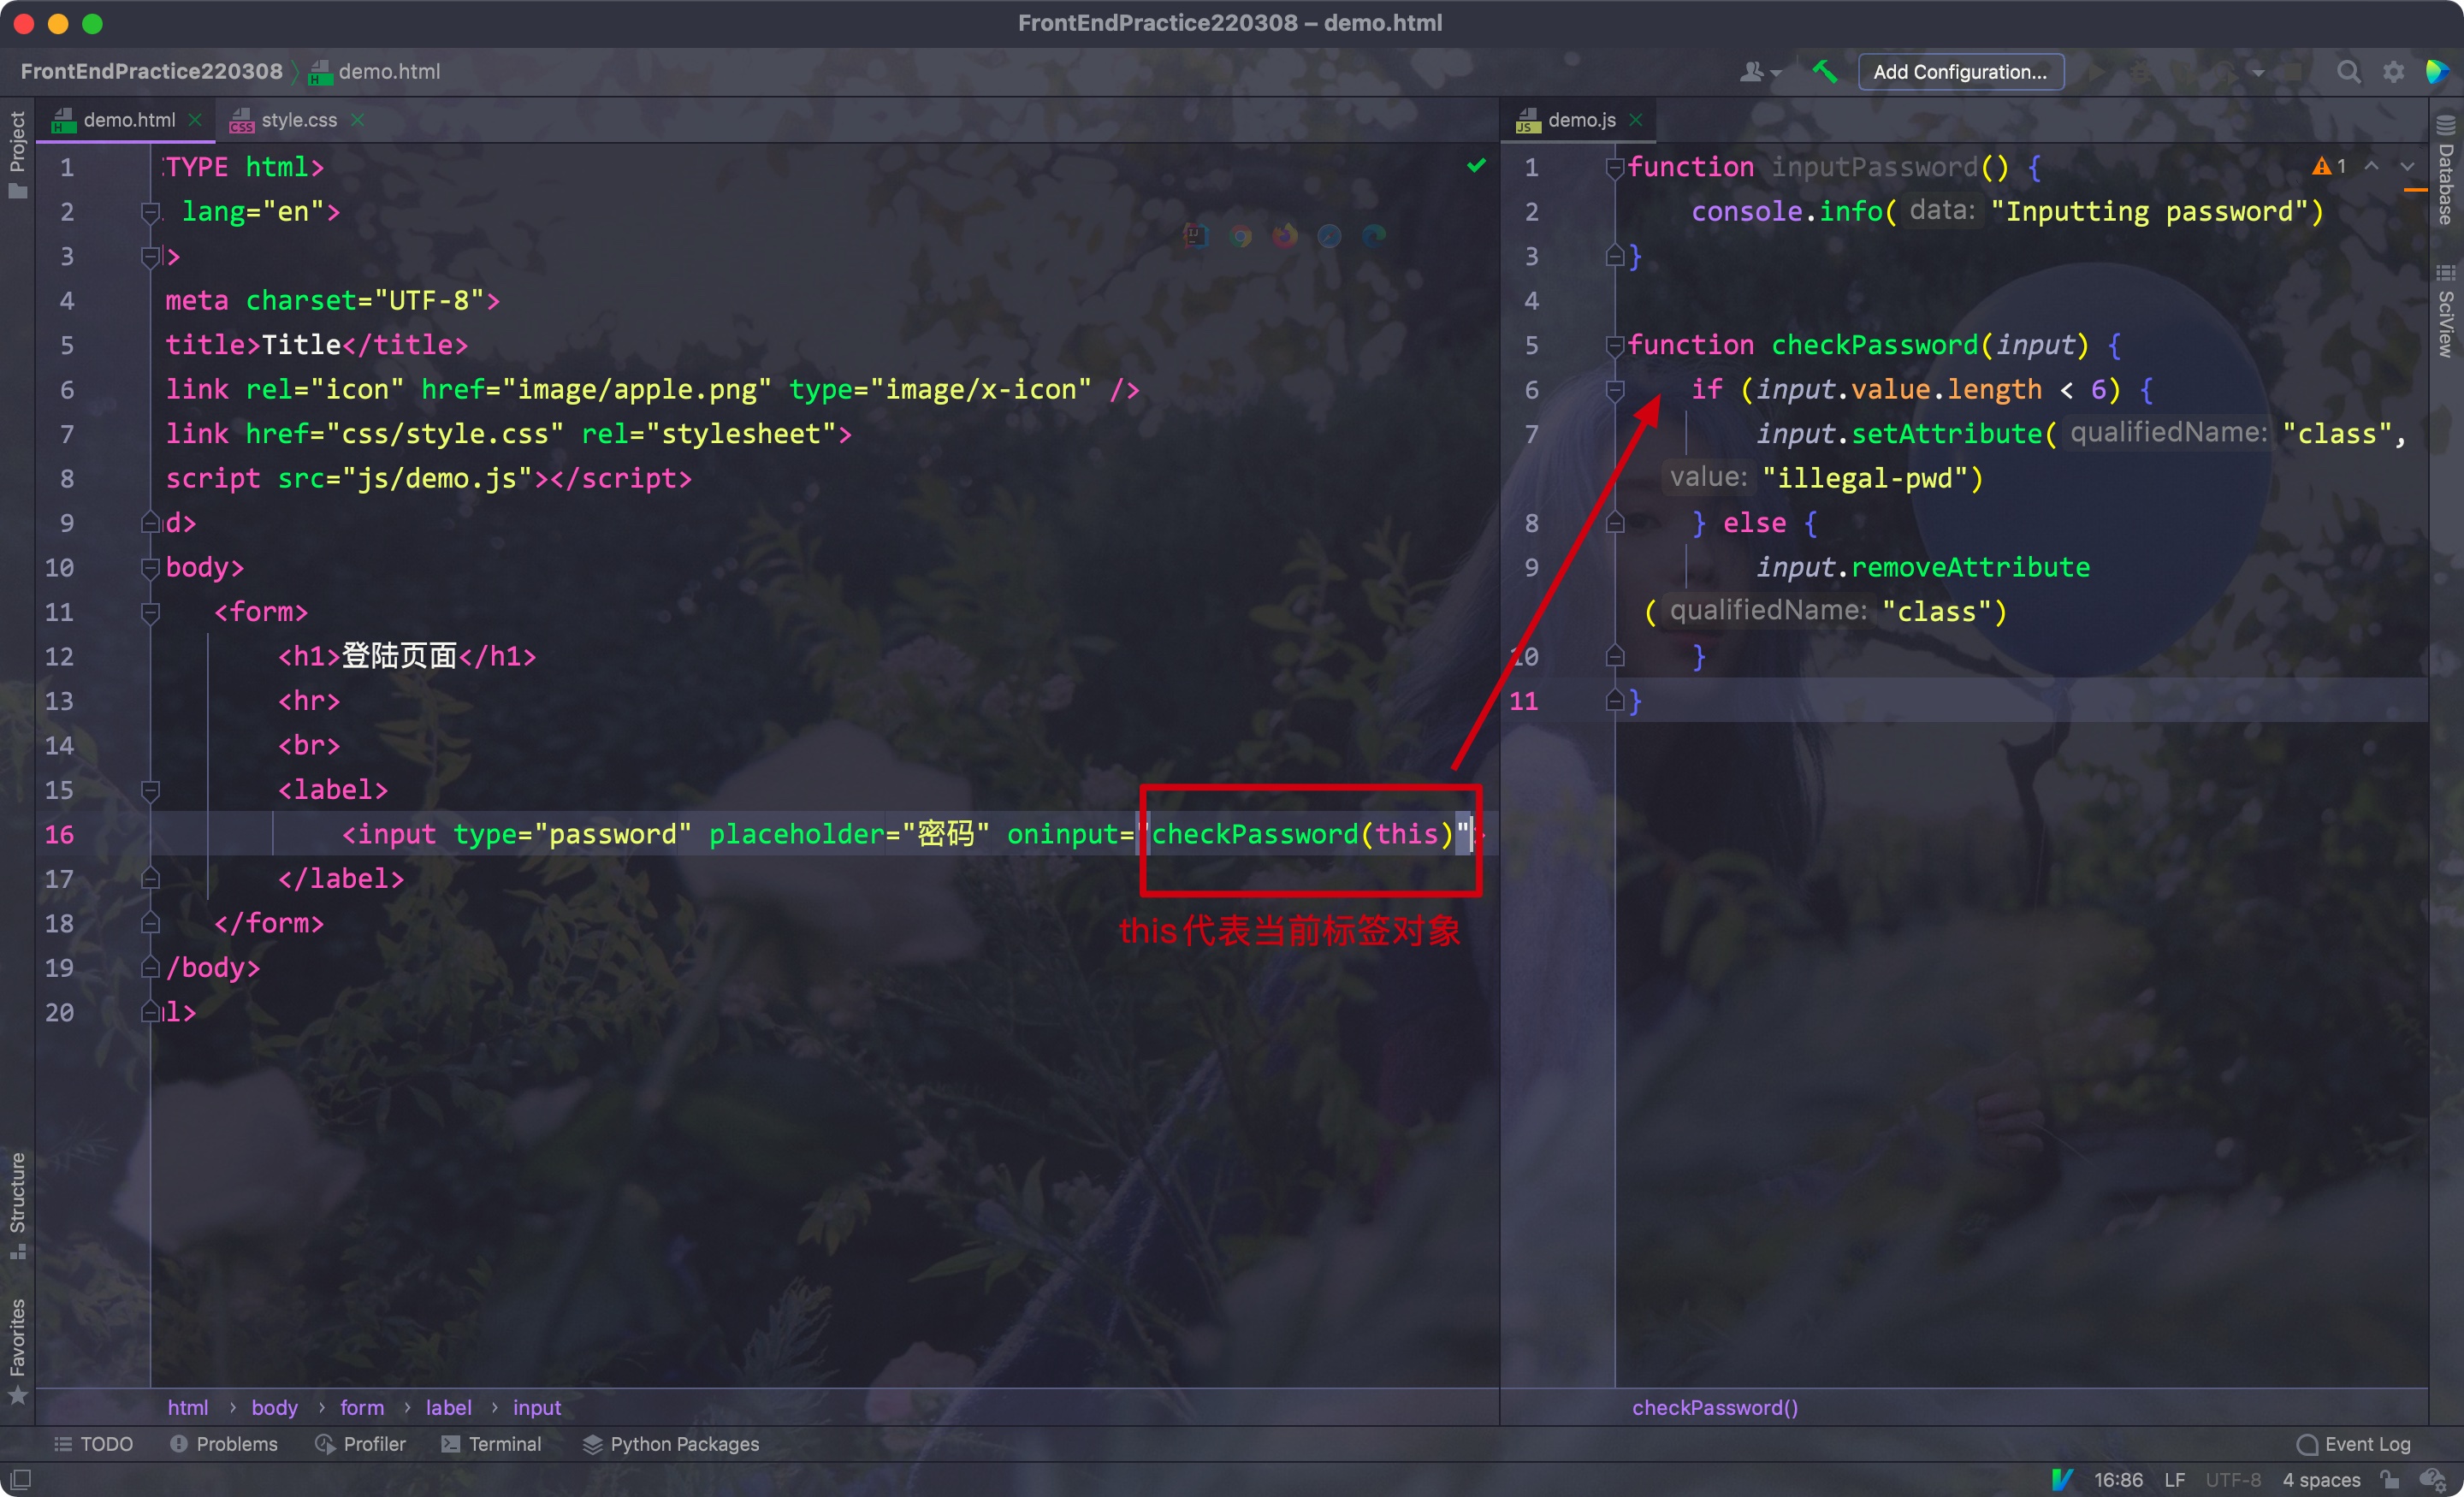 FrontEndPractice220308 – demo.html
FrontEndPractice220308 demo.html
Add Configuration...
demo.html
style.css
demo.js
Project
Structure
Favorites
1 TYPE html>
2 lang="en">
3 >
4 meta charset="UTF-8">
5 title>Title</title>
6 link rel="icon" href="image/apple.png" type="image/x-icon" />
7 link href="css/style.css" rel="stylesheet">
8 script src="js/demo.js"></script>
9 d>
10 body>
11 <form>
12 <h1>登陆页面</h1>
13 <hr>
14 <br>
15 <label>
16 <input type="password" placeholder="密码" oninput="checkPassword(this)">
17 </label>
18 </form>
19 /body>
20 l>
this代表当前标签对象
1 function inputPassword() {
2 console.info( data: "Inputting password")
3 }
4
5 function checkPassword(input) {
6 if (input.value.length < 6) {
7 input.setAttribute( qualifiedName: "class",
value: "illegal-pwd")
8 } else {
9 input.removeAttribute
( qualifiedName: "class")
10 }
11 }
1
Database
SciView
html › body › form › label › input
checkPassword()
TODO Problems Profiler Terminal Python Packages
Event Log
16:86 LF UTF-8 4 spaces